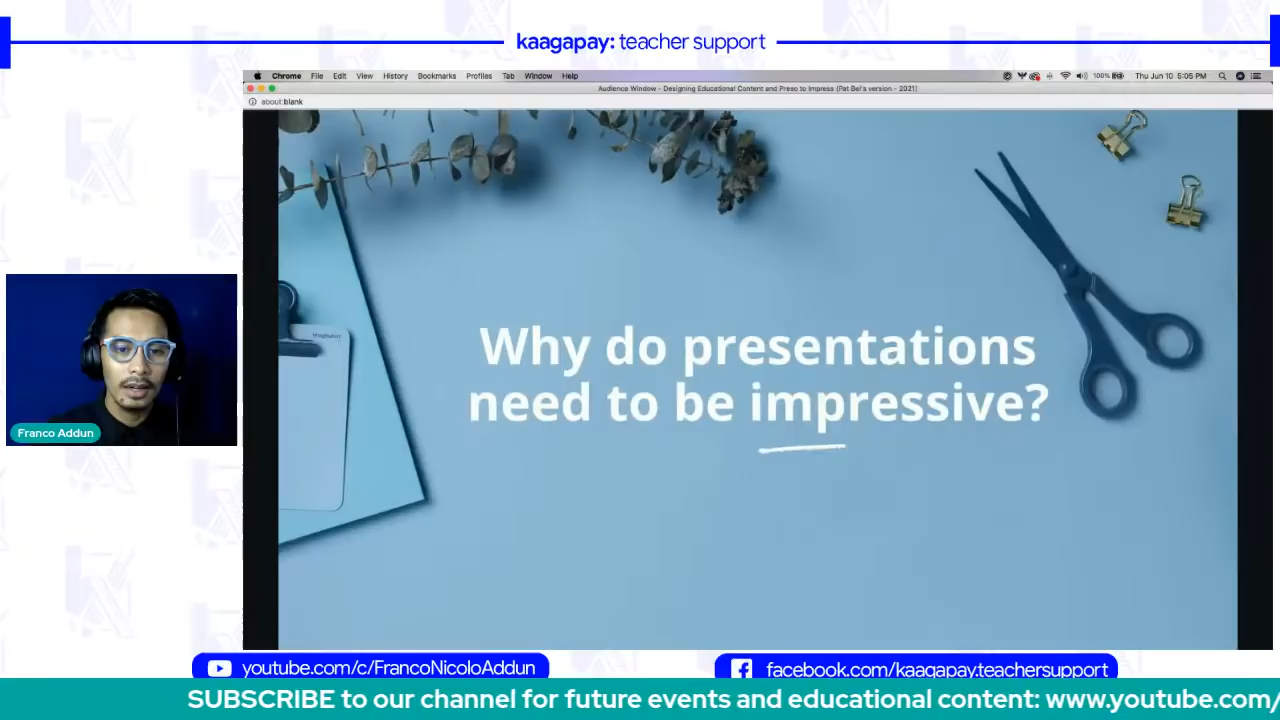 kaagapay: teacher support
Chrome File Edit View History Bookmarks Profiles Tab Window Help 100% Thu Jun 10 5:05 PM
Audience Window - Designing Educational Content and Preso to Impress (Pat Bel's version - 2021)
about:blank
Why do presentations
need to be impressive?
Franco Addun
youtube.com/c/FrancoNicoloAddun
facebook.com/kaagapay.teachersupport
SUBSCRIBE to our channel for future events and educational content: www.youtube.com/